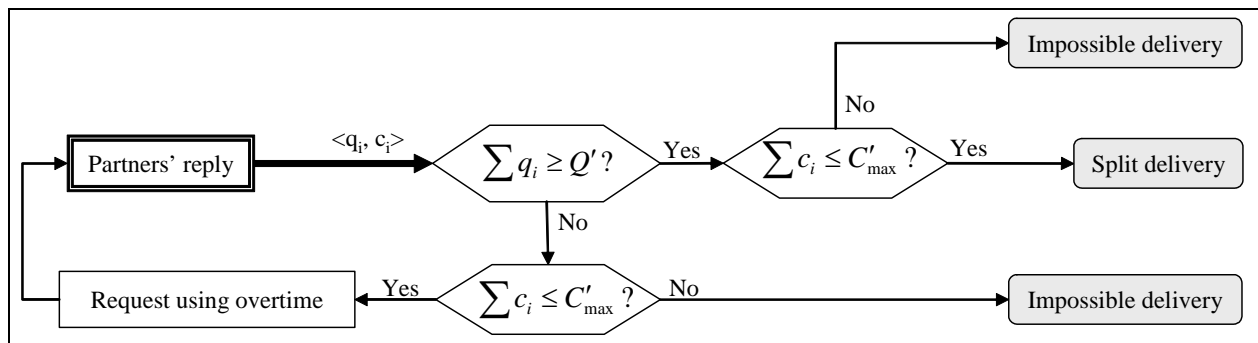 Impossible delivery
No
<qᵢ, cᵢ>
Partners’ reply
∑ qᵢ ≥ Q′ ?
Yes
∑ cᵢ ≤ C′max ?
Yes
Split delivery
No
Request using overtime
Yes
∑ cᵢ ≤ C′max ?
No
Impossible delivery